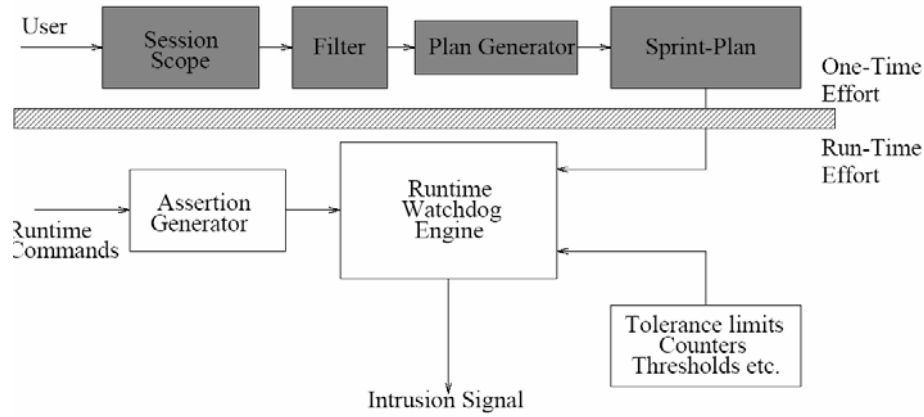 User
Session
Scope
Filter
Plan Generator
Sprint-Plan
One-Time
Effort
Run-Time
Effort
Runtime
Commands
Assertion
Generator
Runtime
Watchdog
Engine
Tolerance limits
Counters
Thresholds etc.
Intrusion Signal